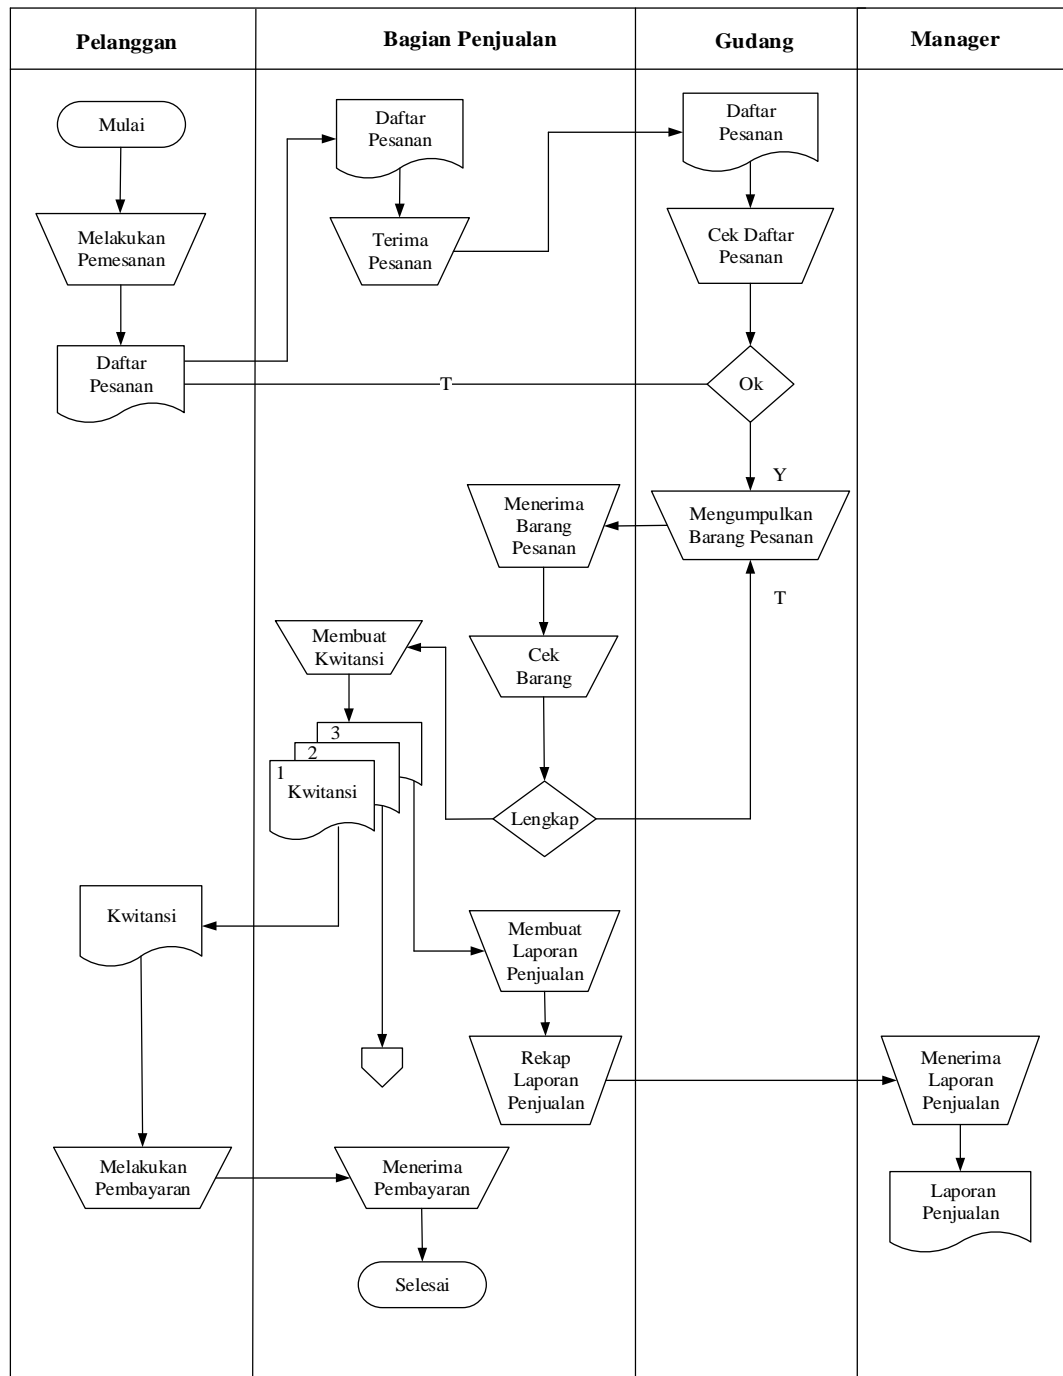 Pelanggan
Bagian Penjualan
Gudang
Manager
Mulai
Melakukan
Pemesanan
Daftar
Pesanan
Daftar
Pesanan
Terima
Pesanan
Daftar
Pesanan
Cek Daftar
Pesanan
Ok
T
Y
Mengumpulkan
Barang Pesanan
T
Menerima
Barang
Pesanan
Cek
Barang
Lengkap
Membuat
Kwitansi
3
2
1
Kwitansi
Kwitansi
Membuat
Laporan
Penjualan
Rekap
Laporan
Penjualan
Menerima
Laporan
Penjualan
Laporan
Penjualan
Melakukan
Pembayaran
Menerima
Pembayaran
Selesai